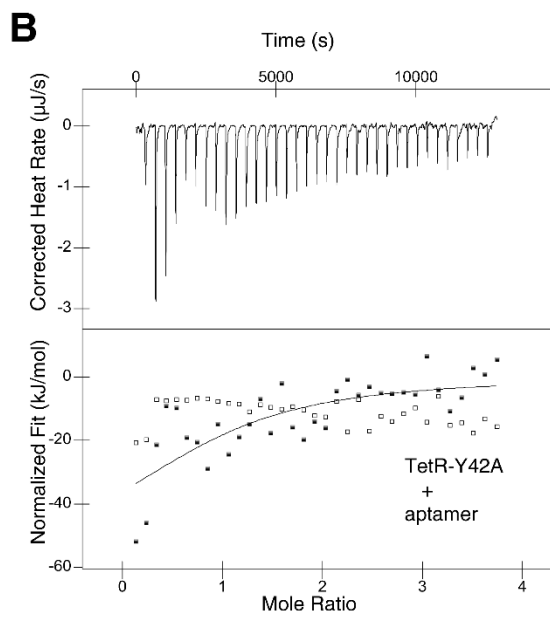 B
Time (s)
0 5000 10000
Corrected Heat Rate (μJ/s)
0
-1
-2
-3
Normalized Fit (kJ/mol)
0
-20
-40
-60
TetR-Y42A
+
aptamer
0 1 2 3 4
Mole Ratio